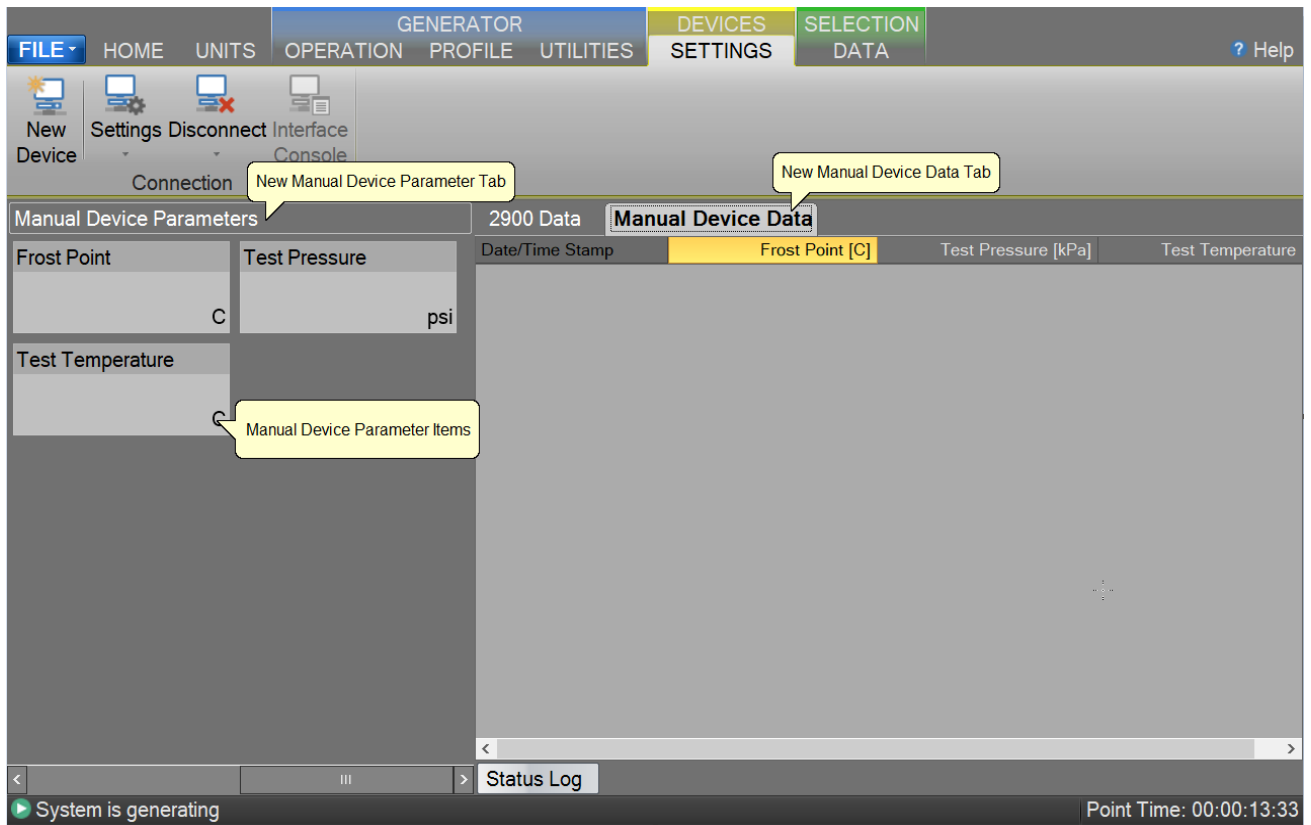 GENERATOR DEVICES SELECTION
FILE HOME UNITS OPERATION PROFILE UTILITIES SETTINGS DATA ? Help
New Device Settings Disconnect Interface Console
Connection
New Manual Device Parameter Tab
New Manual Device Data Tab
Manual Device Parameters
2900 Data Manual Device Data
Date/Time Stamp Frost Point [C] Test Pressure [kPa] Test Temperature
Frost Point Test Pressure
C psi
Test Temperature
C
Manual Device Parameter Items
Status Log
System is generating Point Time: 00:00:13:33